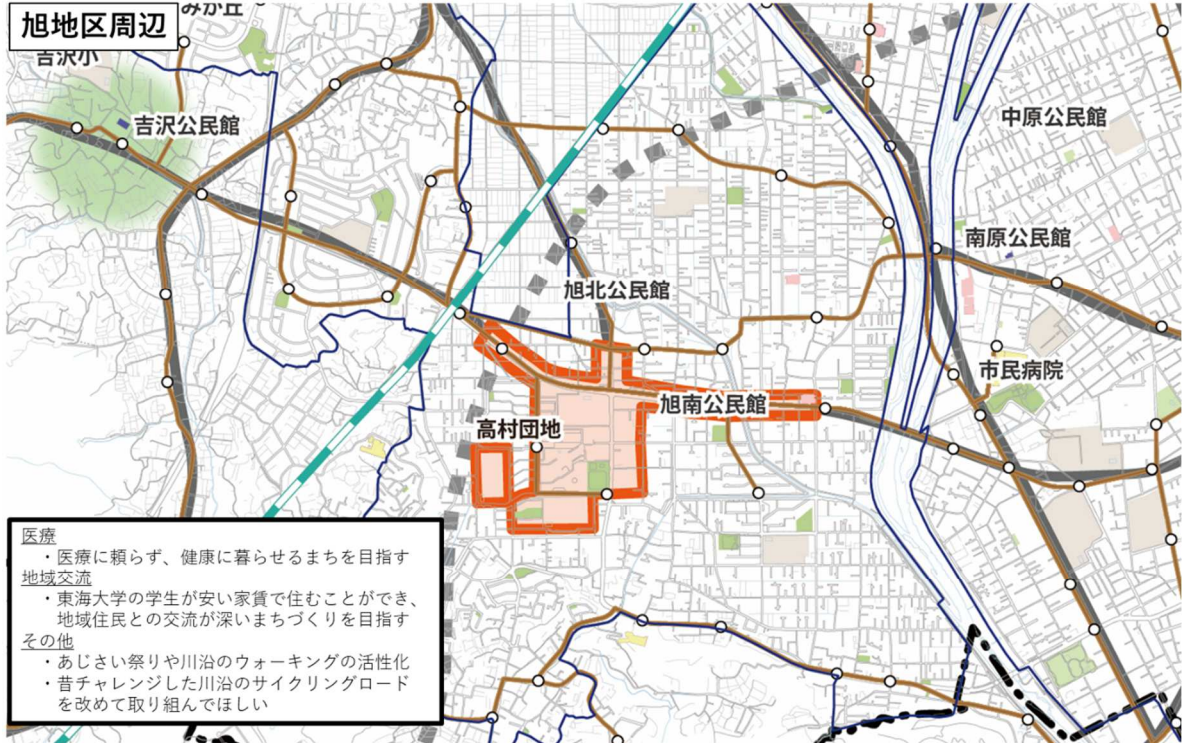 旭地区周辺
みが丘
吉沢小
吉沢公民館
中原公民館
南原公民館
旭北公民館
市民病院
旭南公民館
高村団地
医療
・医療に頼らず、健康に暮らせるまちを目指す
地域交流
・東海大学の学生が安い家賃で住むことができ、
地域住民との交流が深いまちづくりを目指す
その他
・あじさい祭りや川沿のウォーキングの活性化
・昔チャレンジした川沿のサイクリングロード
を改めて取り組んでほしい